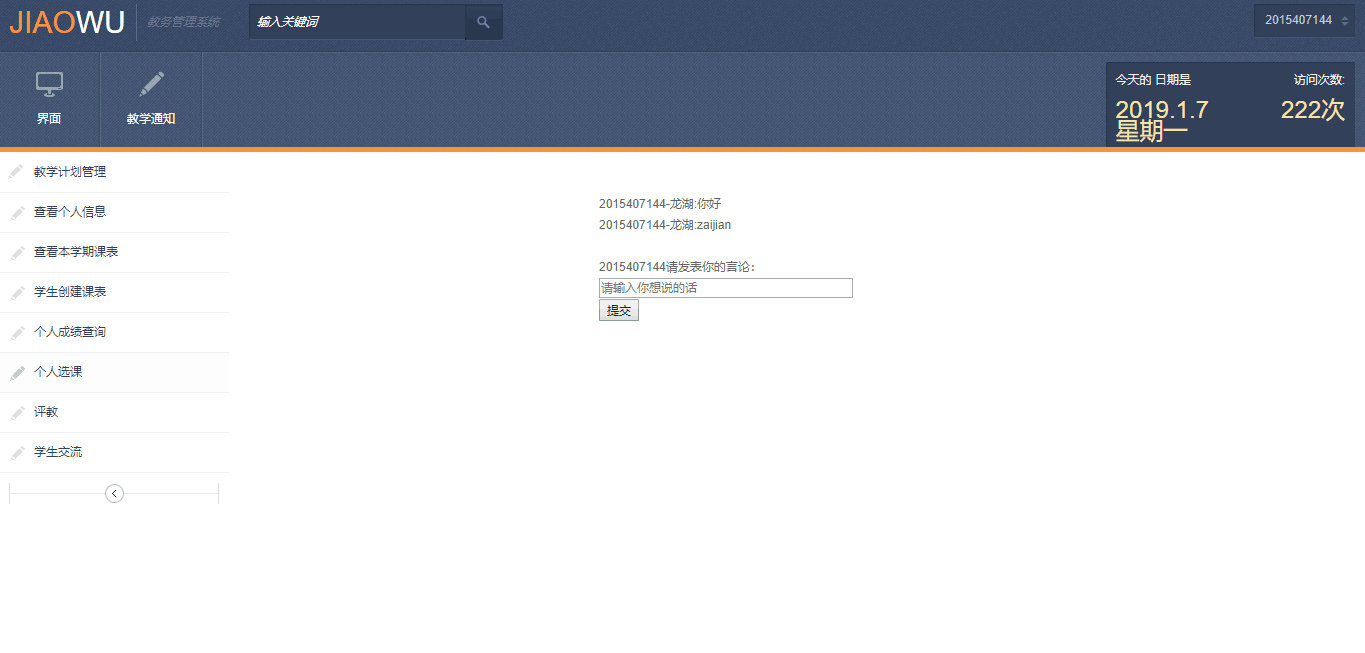 JIAOWU 教务管理系统 输入关键词 2015407144
界面 教学通知
今天的 日期是 访问次数:
2019.1.7 222次
星期一
教学计划管理
查看个人信息
查看本学期课表
学生创建课表
个人成绩查询
个人选课
评教
学生交流
2015407144-龙湖:你好
2015407144-龙湖:zaijian
2015407144请发表你的言论：
请输入你想说的话
提交